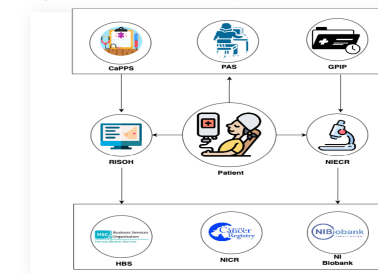 CaPPS PAS GPIP
RISOH Patient NIECR
HSC Business Services
Organisation
Cancer
Registry
NIBiobank
HBS NICR NI
Biobank